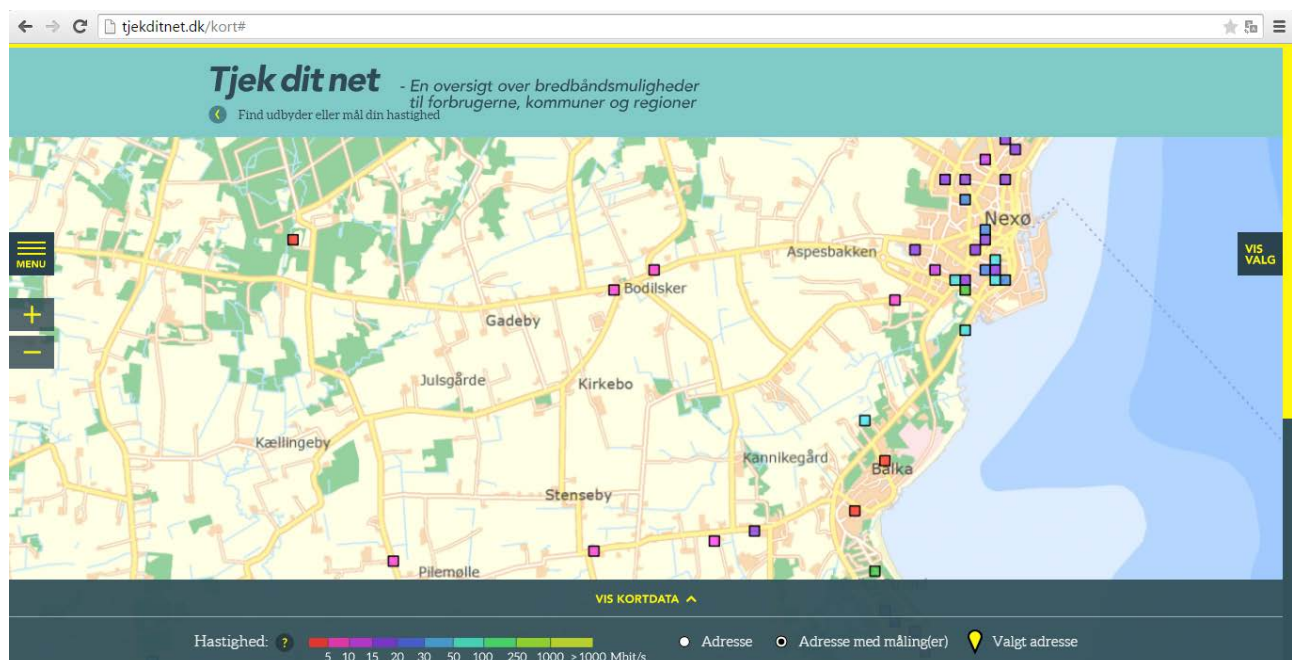 tjekditnet.dk/kort#
Tjek dit net
- En oversigt over bredbåndsmuligheder
til forbrugerne, kommuner og regioner
Find udbyder eller mål din hastighed
Nexø
Aspesbakken
VIS
VALG
MENU
Bodilsker
+
Gadeby
−
Julsgårde
Kirkebo
Kællingeby
Kannikegård
Balka
Stenseby
Pilemølle
VIS KORTDATA
Hastighed: ?
Adresse
Adresse med måling(er)
Valgt adresse
5 10 15 20 30 50 100 250 1000 >1000 Mbit/s